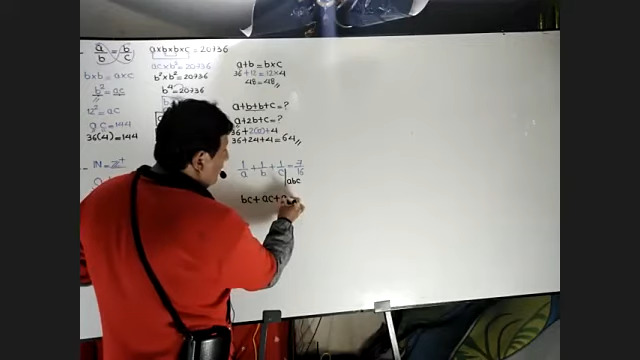 a/b = b/c
a×b×b×c = 20736
b×b = a×c
b² = ac
12² = ac
ac = 144
36(4) = 144
ac×b² = 20736
b²×b² = 20736
b⁴ = 20736
a+b = b×c
36+12 = 12×4
48 = 48
a+b+b+c = ?
a+2b+c = ?
36+2(12)+4
36+24+4 = 64
IN = ℤ⁺
1/a + 1/b + 1/c = 7/16
abc
bc + ac +